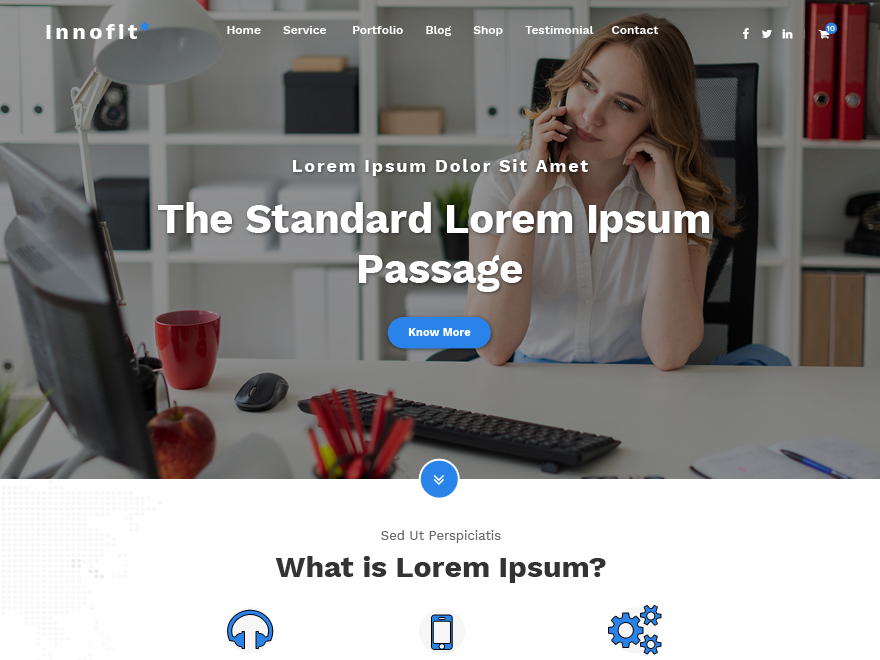 Innofit*
Home Service Portfolio Blog Shop Testimonial Contact
10
Lorem Ipsum Dolor Sit Amet
The Standard Lorem Ipsum
Passage
Know More
Sed Ut Perspiciatis
What is Lorem Ipsum?